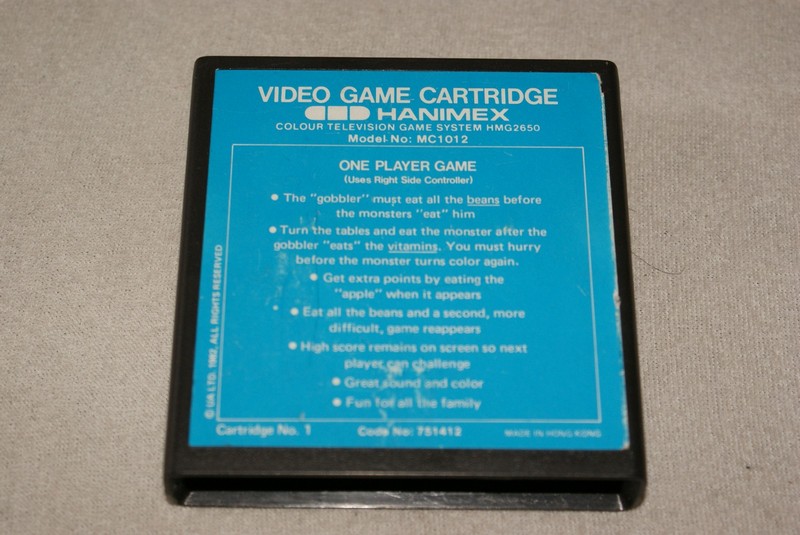 VIDEO GAME CARTRIDGE
HANIMEX
COLOUR TELEVISION GAME SYSTEM HMG2650
Model No: MC1012
ONE PLAYER GAME
(Uses Right Side Controller)
● The "gobbler" must eat all the beans before
the monsters "eat" him
● Turn the tables and eat the monster after the
gobbler "eats" the vitamins. You must hurry
before the monster turns color again.
● Get extra points by eating the
"apple" when it appears
● Eat all the beans and a second, more
difficult, game reappears
● High score remains on screen so next
player can challenge
● Great sound and color
● Fun for all the family
© UA LTD. 1982, ALL RIGHTS RESERVED
Cartridge No. 1 Code No: 751412 MADE IN HONG KONG